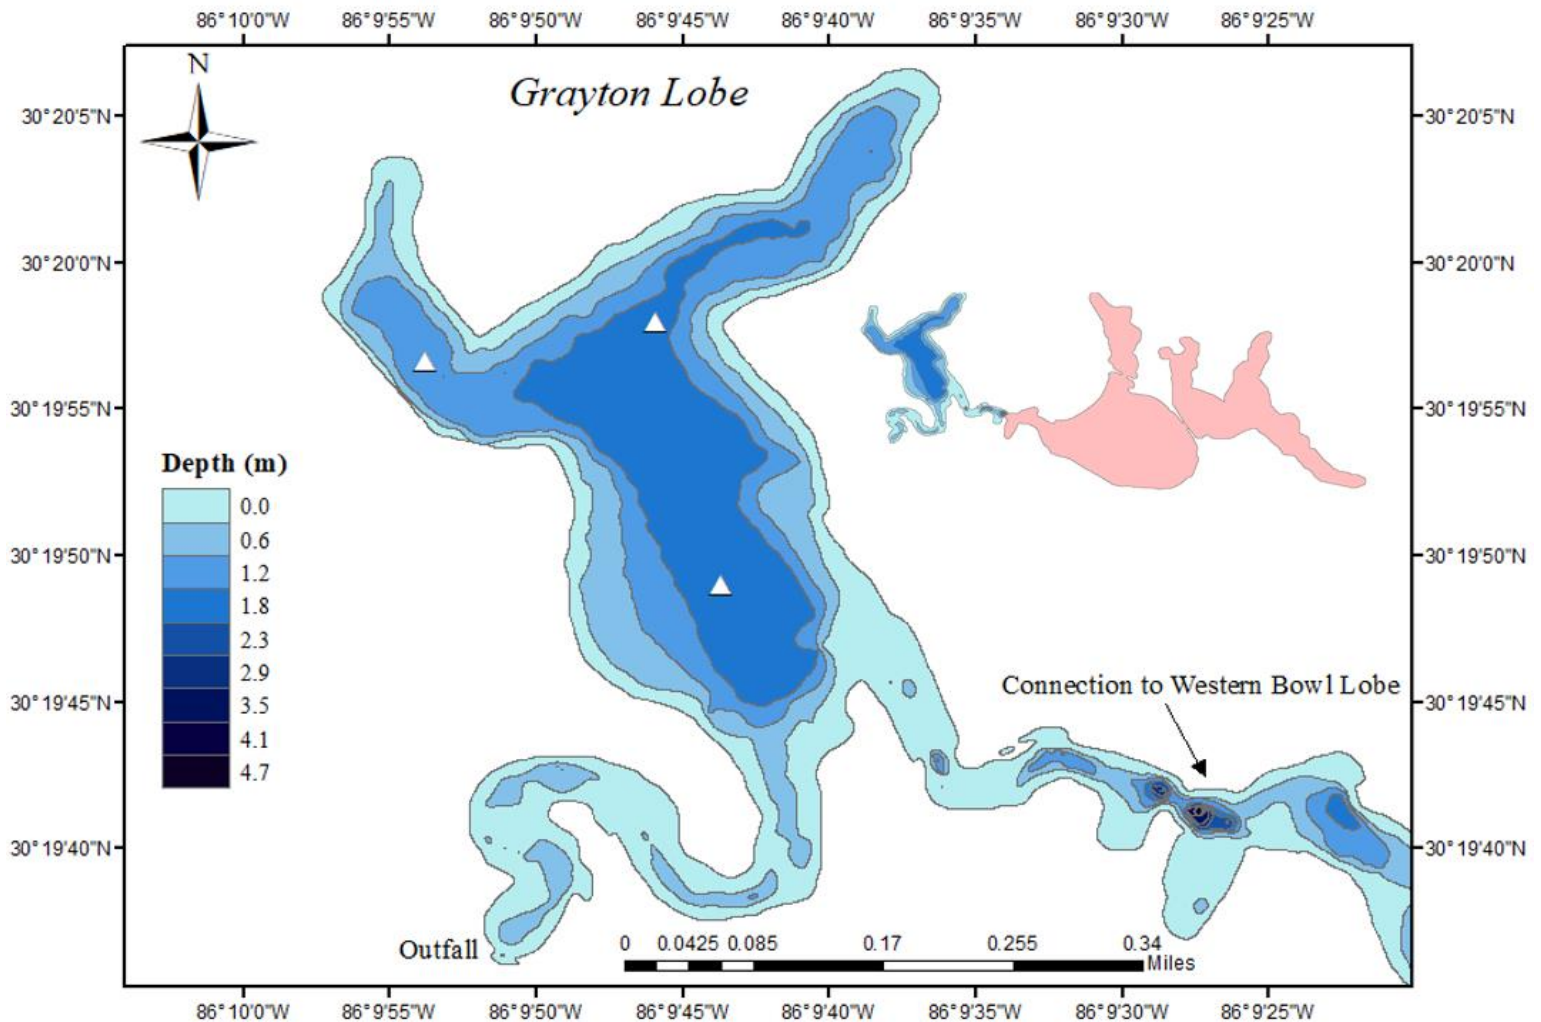 86°10'0"W 86°9'55"W 86°9'50"W 86°9'45"W 86°9'40"W 86°9'35"W 86°9'30"W 86°9'25"W
N
Grayton Lobe
30°20'5"N 30°20'5"N
30°20'0"N 30°20'0"N
30°19'55"N 30°19'55"N
Depth (m)
0.0
0.6
1.2
1.8
2.3
2.9
3.5
4.1
4.7
30°19'50"N 30°19'50"N
Connection to Western Bowl Lobe
30°19'45"N 30°19'45"N
30°19'40"N 30°19'40"N
Outfall
0 0.0425 0.085 0.17 0.255 0.34
Miles
86°10'0"W 86°9'55"W 86°9'50"W 86°9'45"W 86°9'40"W 86°9'35"W 86°9'30"W 86°9'25"W